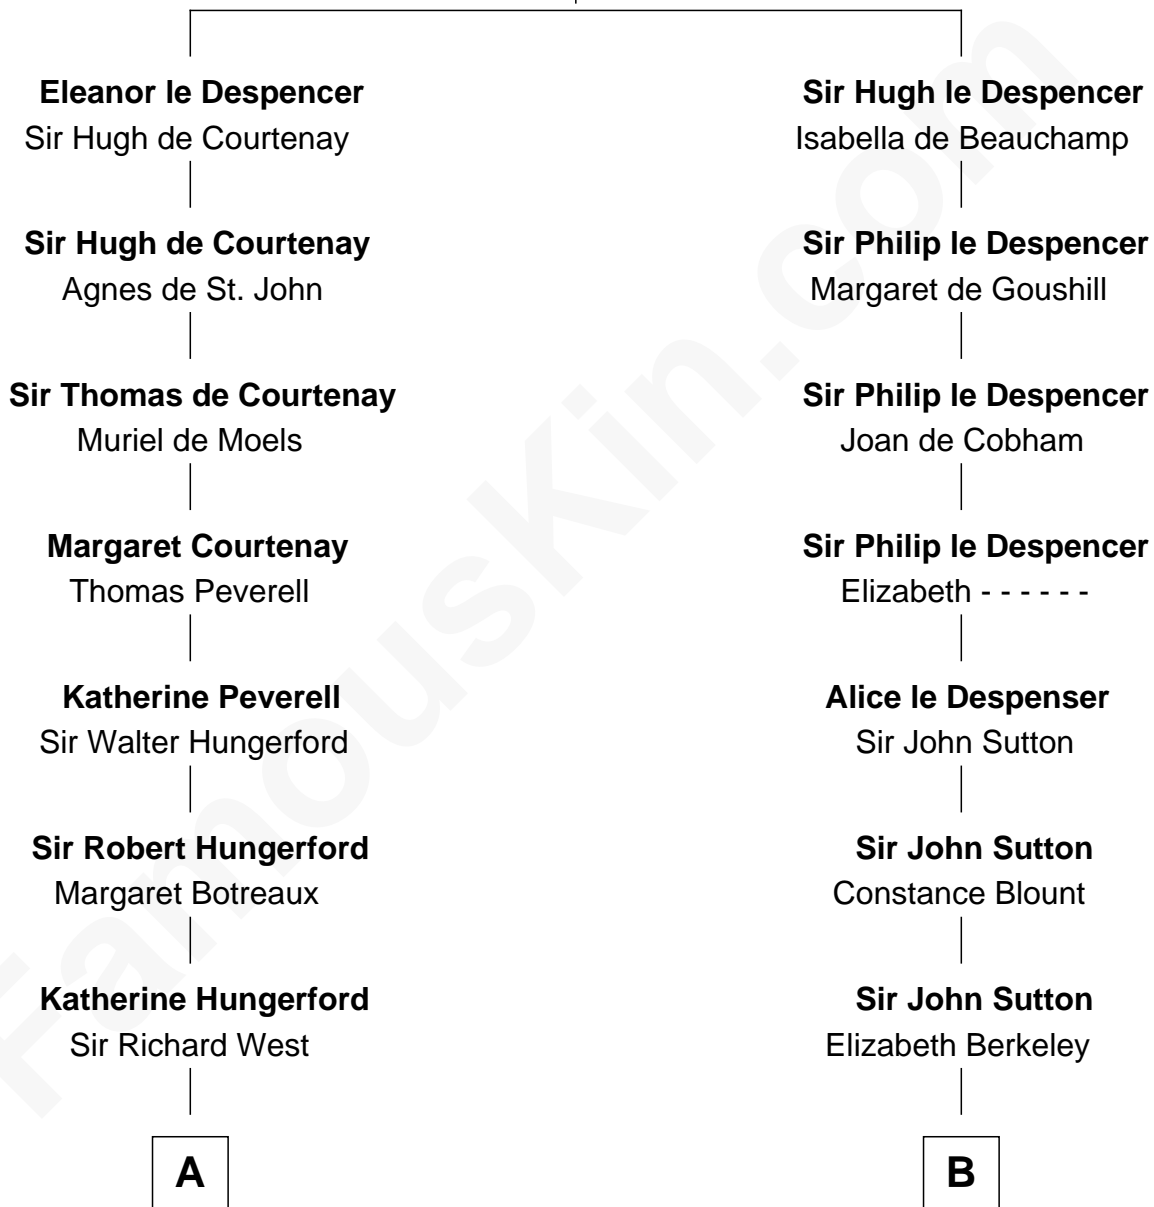 Eleanor le Despencer
Sir Hugh de Courtenay
Sir Hugh de Courtenay
Agnes de St. John
Sir Thomas de Courtenay
Muriel de Moels
Margaret Courtenay
Thomas Peverell
Katherine Peverell
Sir Walter Hungerford
Sir Robert Hungerford
Margaret Botreaux
Katherine Hungerford
Sir Richard West
A
Sir Hugh le Despencer
Isabella de Beauchamp
Sir Philip le Despencer
Margaret de Goushill
Sir Philip le Despencer
Joan de Cobham
Sir Philip le Despencer
Elizabeth - - - - - -
Alice le Despenser
Sir John Sutton
Sir John Sutton
Constance Blount
Sir John Sutton
Elizabeth Berkeley
B
FamousKin.com